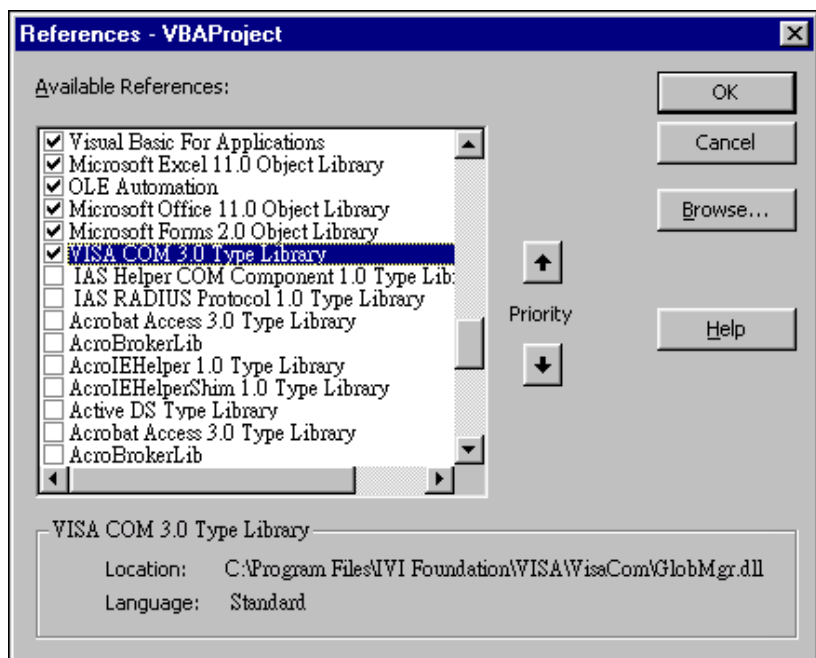 References - VBAProject
Available References:
Visual Basic For Applications
Microsoft Excel 11.0 Object Library
OLE Automation
Microsoft Office 11.0 Object Library
Microsoft Forms 2.0 Object Library
VISA COM 3.0 Type Library
IAS Helper COM Component 1.0 Type Lib
IAS RADIUS Protocol 1.0 Type Library
Acrobat Access 3.0 Type Library
AcroBrokerLib
AcroIEHelper 1.0 Type Library
AcroIEHelperShim 1.0 Type Library
Active DS Type Library
Acrobat Access 3.0 Type Library
AcroBrokerLib
Priority
OK
Cancel
Browse...
Help
VISA COM 3.0 Type Library
Location: C:\Program Files\IVI Foundation\VISA\VisaCom\GlobMgr.dll
Language: Standard